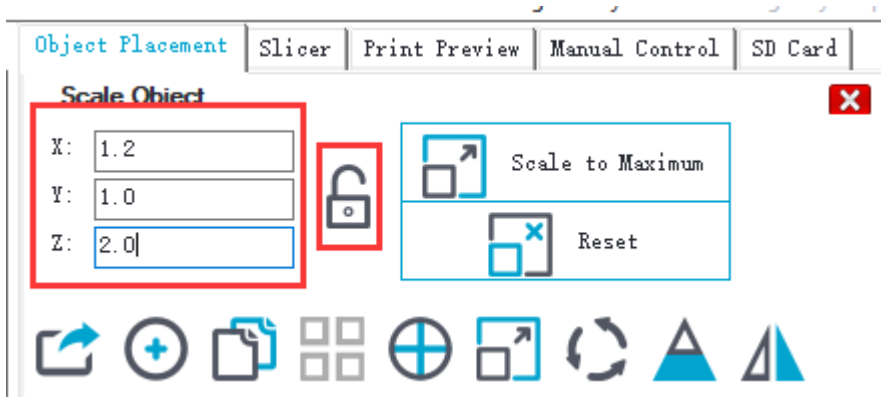 Object Placement Slicer Print Preview Manual Control SD Card
Scale Object
X: 1.2
Y: 1.0
Z: 2.0
Scale to Maximum
Reset